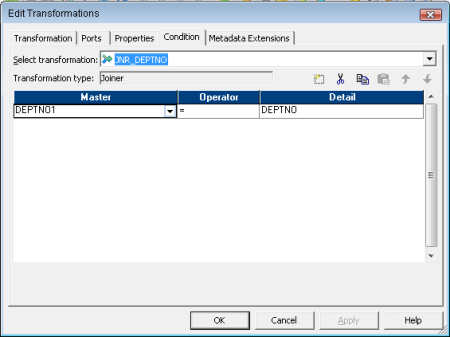 Edit Transformations
Transformation Ports Properties Condition Metadata Extensions
Select transformation: JNR_DEPTNO
Transformation type: Joiner
Master Operator Detail
DEPTNO1 = DEPTNO
OK Cancel Apply Help